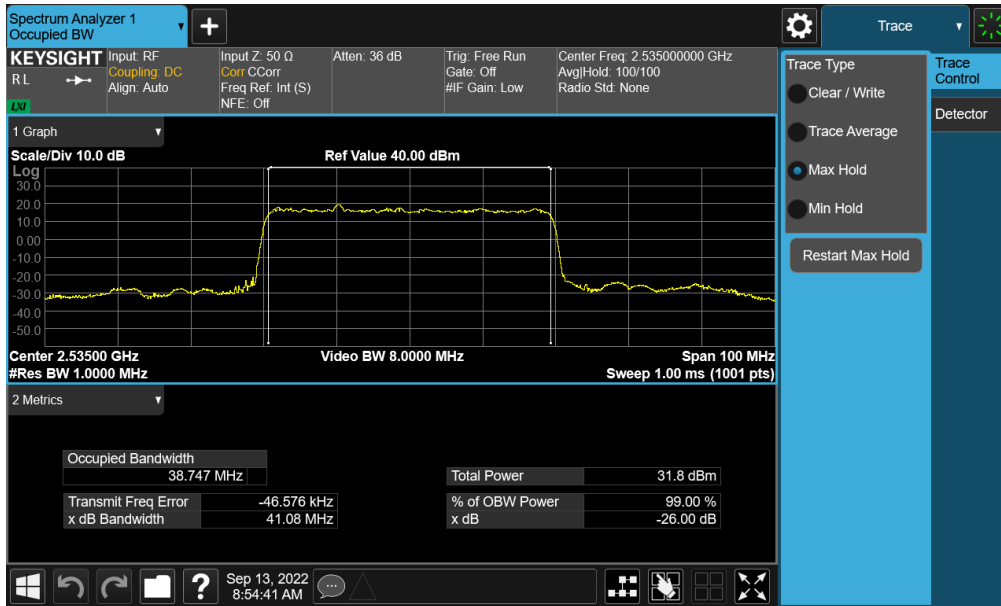 Spectrum Analyzer 1
Occupied BW
+
Trace
KEYSIGHT
R L
LXI
Input: RF
Coupling: DC
Align: Auto
Input Z: 50 Ω
Corr CCorr
Freq Ref: Int (S)
NFE: Off
Atten: 36 dB
Trig: Free Run
Gate: Off
#IF Gain: Low
Center Freq: 2.535000000 GHz
Avg|Hold: 100/100
Radio Std: None
Trace Type
Clear / Write
Trace Average
Max Hold
Min Hold
Restart Max Hold
Trace
Control
Detector
1 Graph
Scale/Div 10.0 dB
Ref Value 40.00 dBm
Log
30.0
20.0
10.0
0.00
-10.0
-20.0
-30.0
-40.0
-50.0
Center 2.53500 GHz
Video BW 8.0000 MHz
Span 100 MHz
#Res BW 1.0000 MHz
Sweep 1.00 ms (1001 pts)
2 Metrics
Occupied Bandwidth
38.747 MHz
Total Power 31.8 dBm
Transmit Freq Error -46.576 kHz
% of OBW Power 99.00 %
x dB Bandwidth 41.08 MHz
x dB -26.00 dB
?
Sep 13, 2022
8:54:41 AM